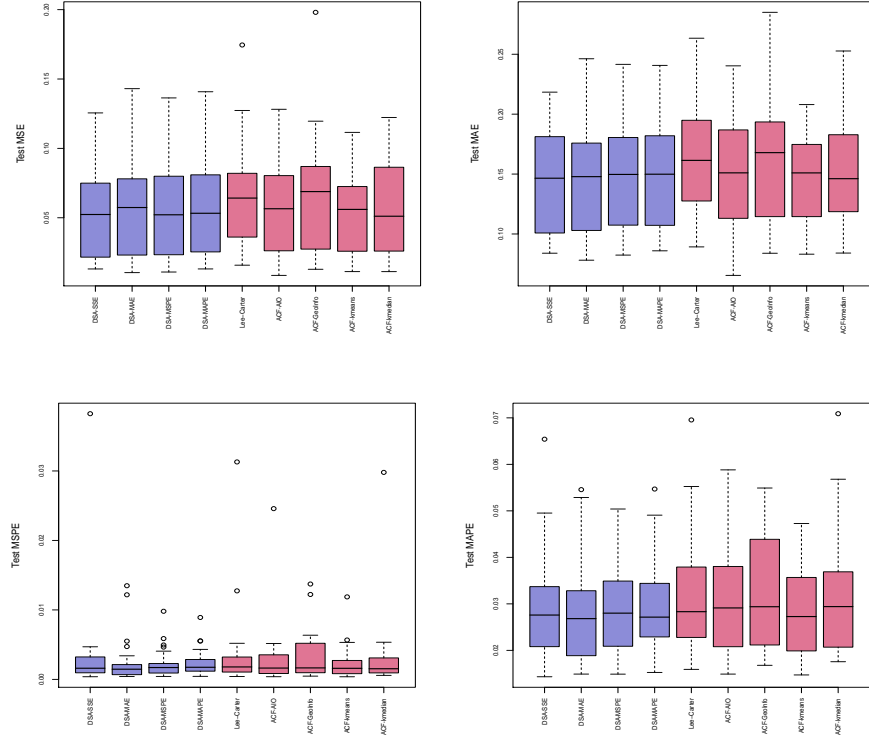 Test MSE
0.20
0.15
0.10
0.05
DSA-SSE
DSA-MAE
DSA-MSPE
DSA-MAPE
Lee-Carter
ACF-AIO
ACF-GeoInfo
ACF-kmeans
ACF-kmedian
Test MAE
0.25
0.20
0.15
0.10
DSA-SSE
DSA-MAE
DSA-MSPE
DSA-MAPE
Lee-Carter
ACF-AIO
ACF-GeoInfo
ACF-kmeans
ACF-kmedian
Test MSPE
0.03
0.02
0.01
0.00
DSA-SSE
DSA-MAE
DSA-MSPE
DSA-MAPE
Lee-Carter
ACF-AIO
ACF-GeoInfo
ACF-kmeans
ACF-kmedian
Test MAPE
0.07
0.06
0.05
0.04
0.03
0.02
DSA-SSE
DSA-MAE
DSA-MSPE
DSA-MAPE
Lee-Carter
ACF-AIO
ACF-GeoInfo
ACF-kmeans
ACF-kmedian